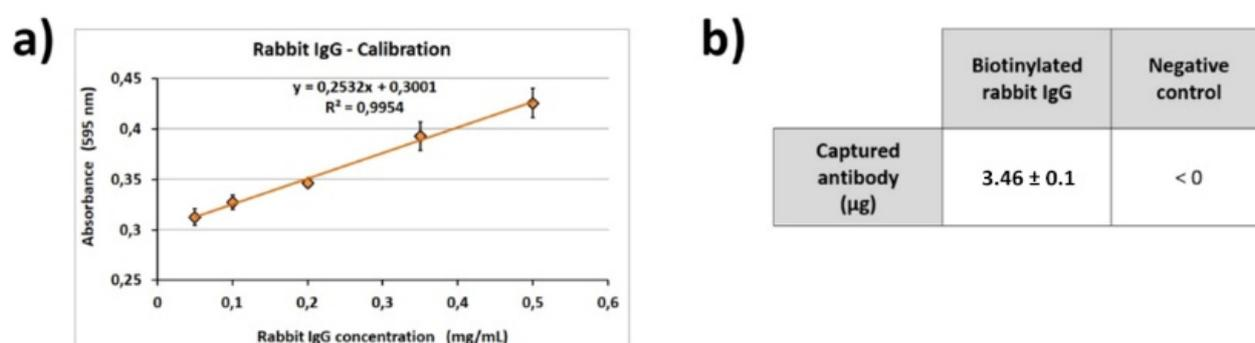 a)
Rabbit IgG - Calibration
y = 0,2532x + 0,3001
R² = 0,9954
Absorbance (595 nm)
0,45
0,4
0,35
0,3
0,25
0
0,1
0,2
0,3
0,4
0,5
0,6
Rabbit IgG concentration (mg/mL)
b)
Biotinylated
rabbit IgG
Negative
control
Captured
antibody
(µg)
3.46 ± 0.1
< 0